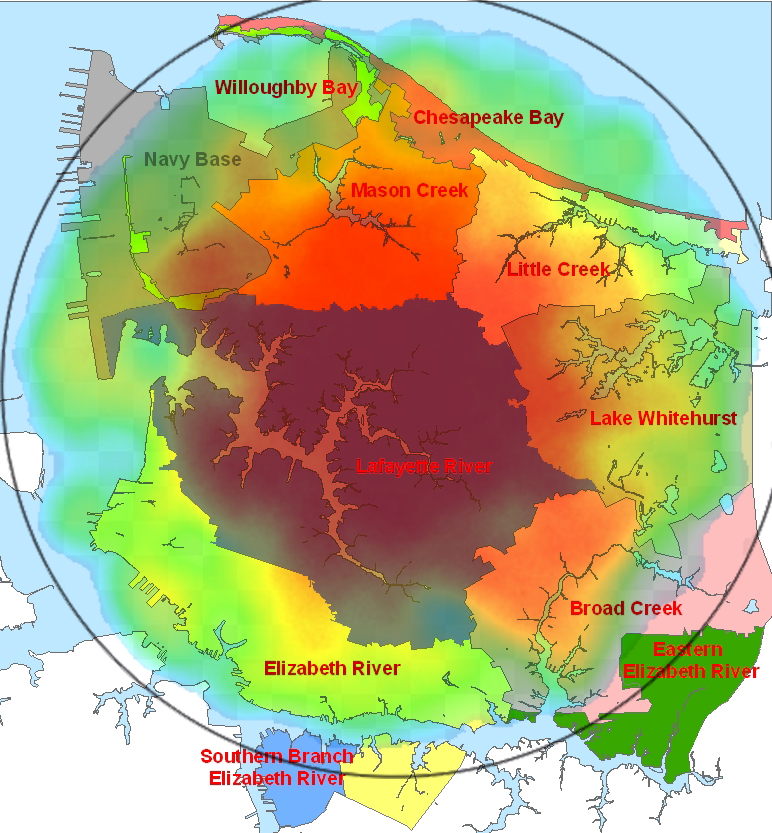 Willoughby Bay
Chesapeake Bay
Navy Base
Mason Creek
Little Creek
Lake Whitehurst
Lafayette River
Broad Creek
Eastern
Elizabeth River
Elizabeth River
Southern Branch
Elizabeth River